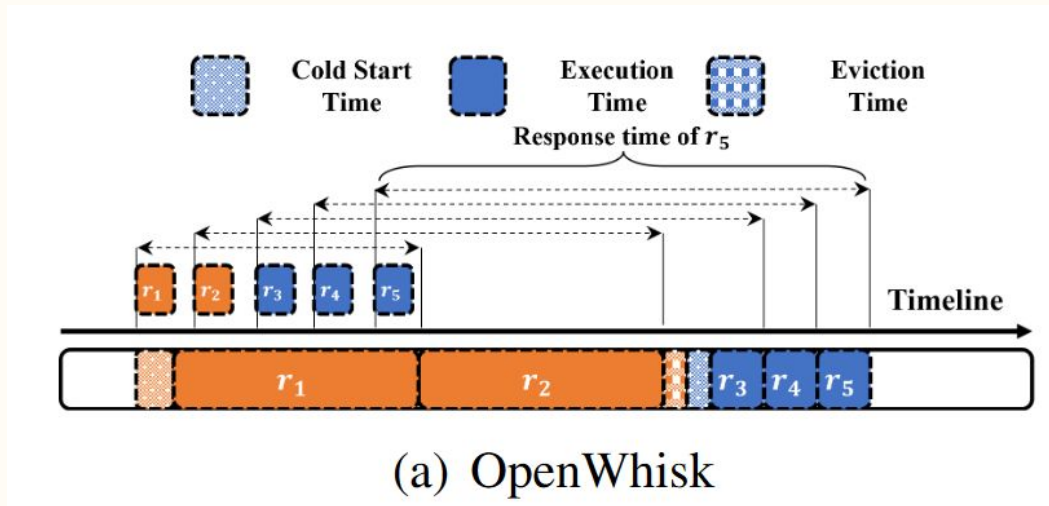 Cold Start Time
Execution Time
Eviction Time
Response time of r₅
r₁ r₂ r₃ r₄ r₅
Timeline
r₁ r₂ r₃ r₄ r₅
(a) OpenWhisk